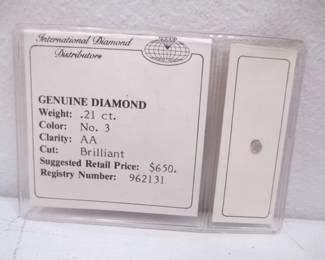 International Diamond
Distributors
GENUINE DIAMOND
Weight: .21 ct.
Color: No. 3
Clarity: AA
Cut: Brilliant
Suggested Retail Price: $650.
Registry Number: 962131